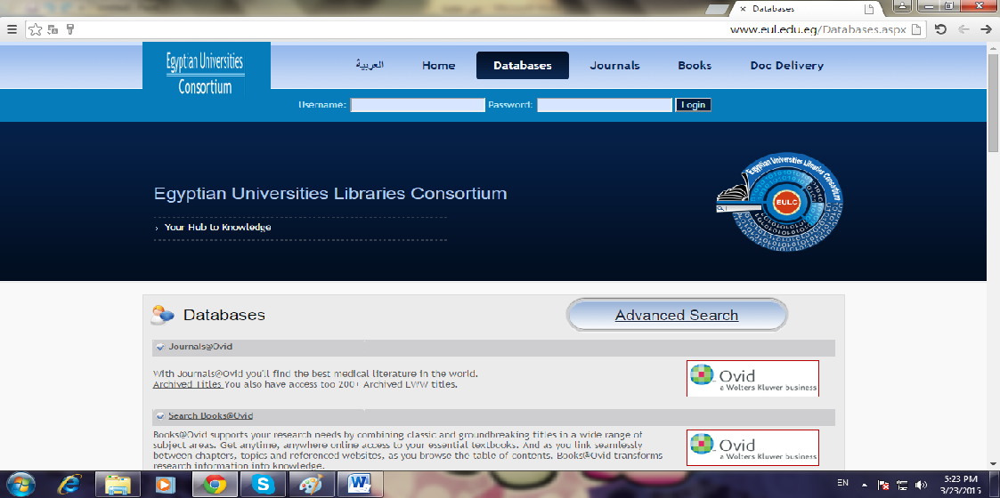 Databases
www.eul.edu.eg/Databases.aspx
Egyptian Universities
Consortium
العربية
Home
Databases
Journals
Books
Doc Delivery
Username:
Password:
Login
Egyptian Universities Libraries Consortium
Your Hub to Knowledge
Egyptian Universities Libraries Consortium
EULC
Databases
Advanced Search
Journals@Ovid
With Journals@Ovid you'll find the best medical literature in the world.
Archived Titles You also have access too 200+ Archived LWW titles.
Ovid
a Wolters Kluwer business
Search Books@Ovid
Books@Ovid supports your research needs by combining classic and groundbreaking titles in a wide range of
subject areas. Get anytime, anywhere online access to your essential textbooks. And as you link seamlessly
between chapters, topics and referenced websites, as you browse the table of contents, Books@Ovid transforms
research information into knowledge.
Ovid
a Wolters Kluwer business
EN
5:23 PM
3/23/2015